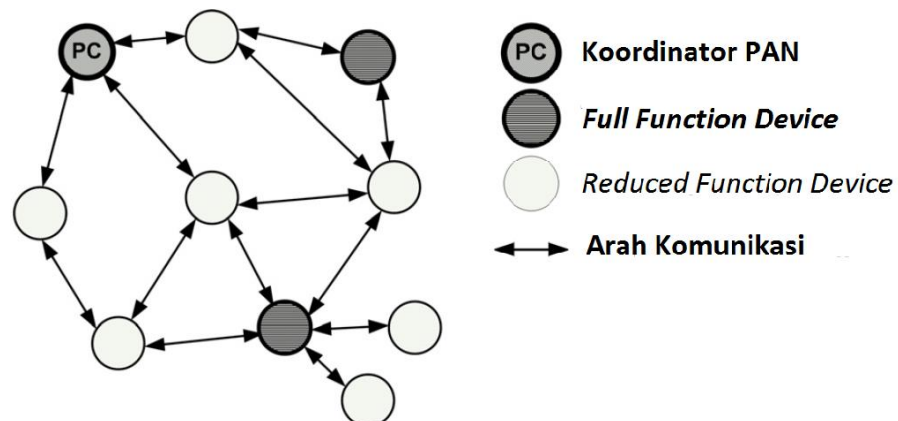 PC
PC Koordinator PAN
Full Function Device
Reduced Function Device
Arah Komunikasi